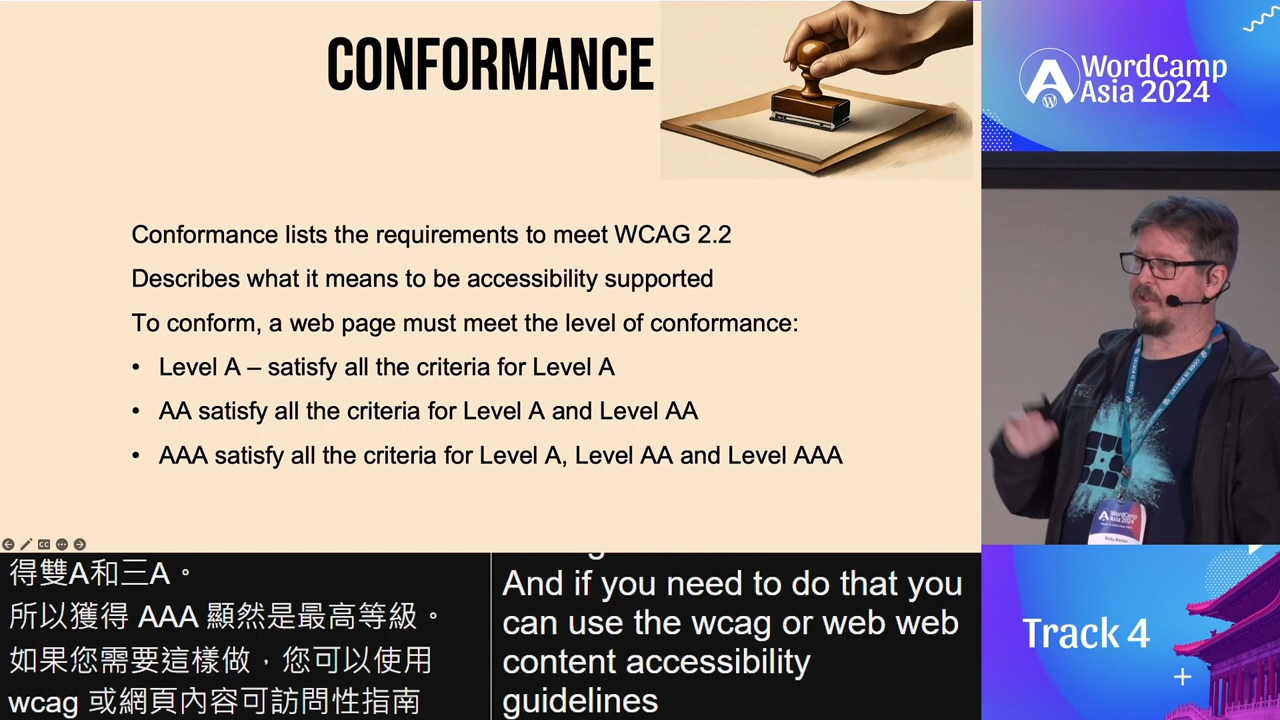 CONFORMANCE
Conformance lists the requirements to meet WCAG 2.2
Describes what it means to be accessibility supported
To conform, a web page must meet the level of conformance:
• Level A – satisfy all the criteria for Level A
• AA satisfy all the criteria for Level A and Level AA
• AAA satisfy all the criteria for Level A, Level AA and Level AAA
得雙A和三A。
所以獲得 AAA 顯然是最高等級。
如果您需要這樣做，您可以使用
wcag 或網頁內容可訪問性指南
And if you need to do that you
can use the wcag or web web
content accessibility
guidelines
WordCamp
Asia 2024
WordCamp
Asia 2024
Track 4